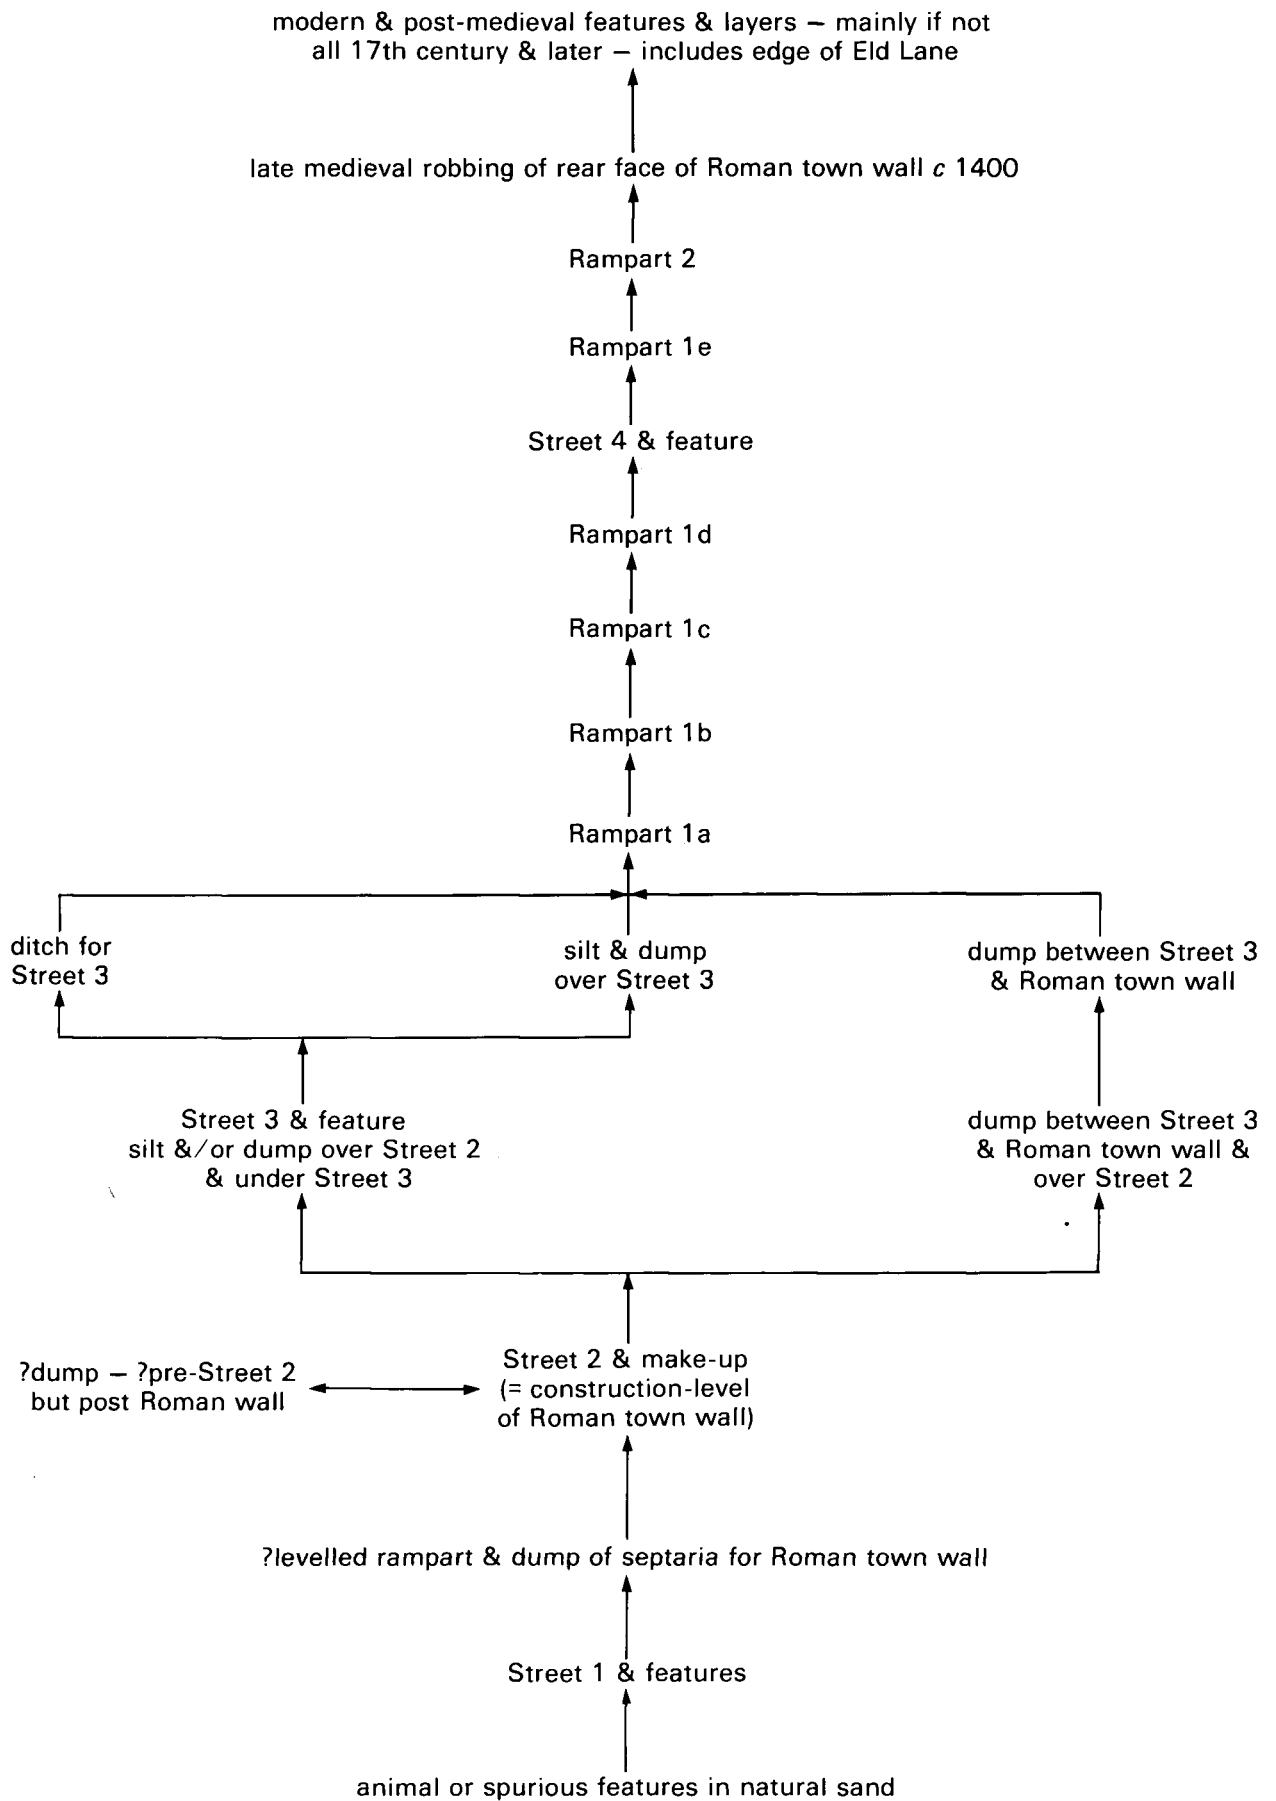 modern & post-medieval features & layers – mainly if not
all 17th century & later – includes edge of Eld Lane
late medieval robbing of rear face of Roman town wall c 1400
Rampart 2
Rampart 1e
Street 4 & feature
Rampart 1d
Rampart 1c
Rampart 1b
Rampart 1a
ditch for
Street 3
silt & dump
over Street 3
dump between Street 3
& Roman town wall
Street 3 & feature
silt &/or dump over Street 2
& under Street 3
dump between Street 3
& Roman town wall &
over Street 2
?dump – ?pre-Street 2
but post Roman wall
Street 2 & make-up
(= construction-level
of Roman town wall)
?levelled rampart & dump of septaria for Roman town wall
Street 1 & features
animal or spurious features in natural sand